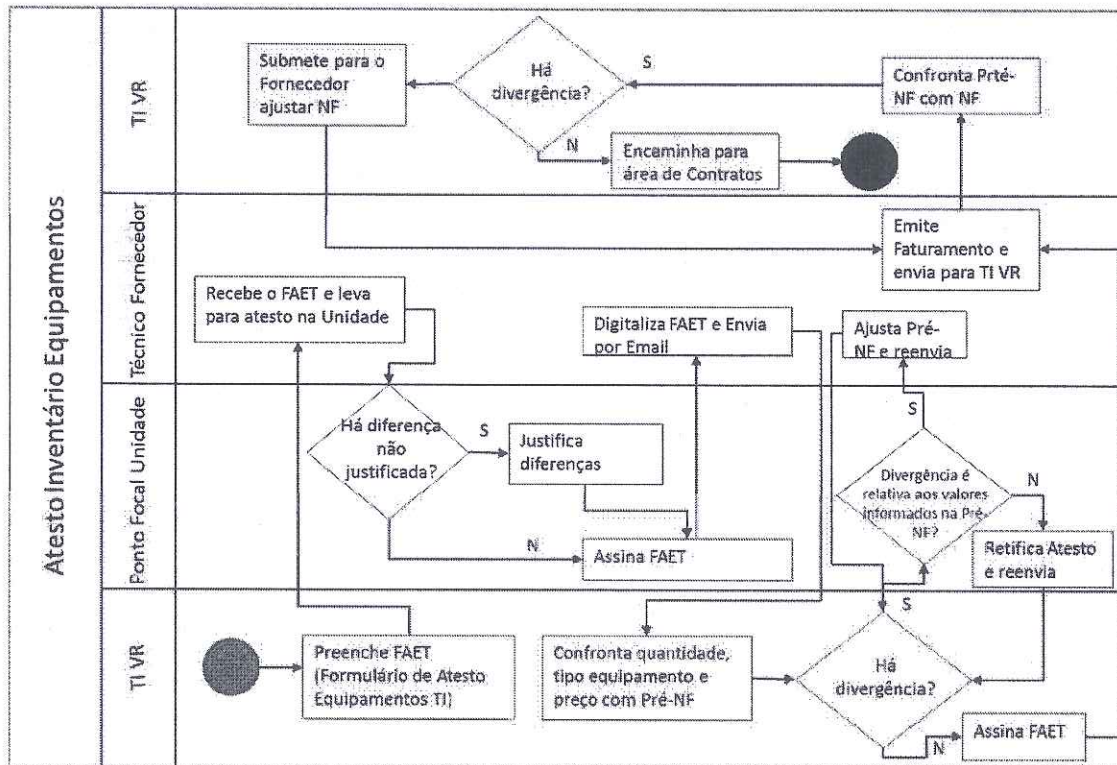 Atesto Inventário Equipamentos
TI VR
Submete para o
Fornecedor
ajustar NF
Há
divergência?
S
Confronta Prté-
NF com NF
N
Encaminha para
área de Contratos
Técnico Fornecedor
Emite
Faturamento e
envia para TI VR
Recebe o FAET e leva
para atesto na Unidade
Digitaliza FAET e Envia
por Email
Ajusta Pré-
NF e reenvia
Ponto Focal Unidade
Há diferença
não
justificada?
S
Justifica
diferenças
N
Assina FAET
S
Divergência é
relativa aos valores
informados na Pré-
NF?
N
Retifica Atesto
e reenvia
TI VR
Preenche FAET
(Formulário de Atesto
Equipamentos TI)
Confronta quantidade,
tipo equipamento e
preço com Pré-NF
S
Há
divergência?
N
Assina FAET